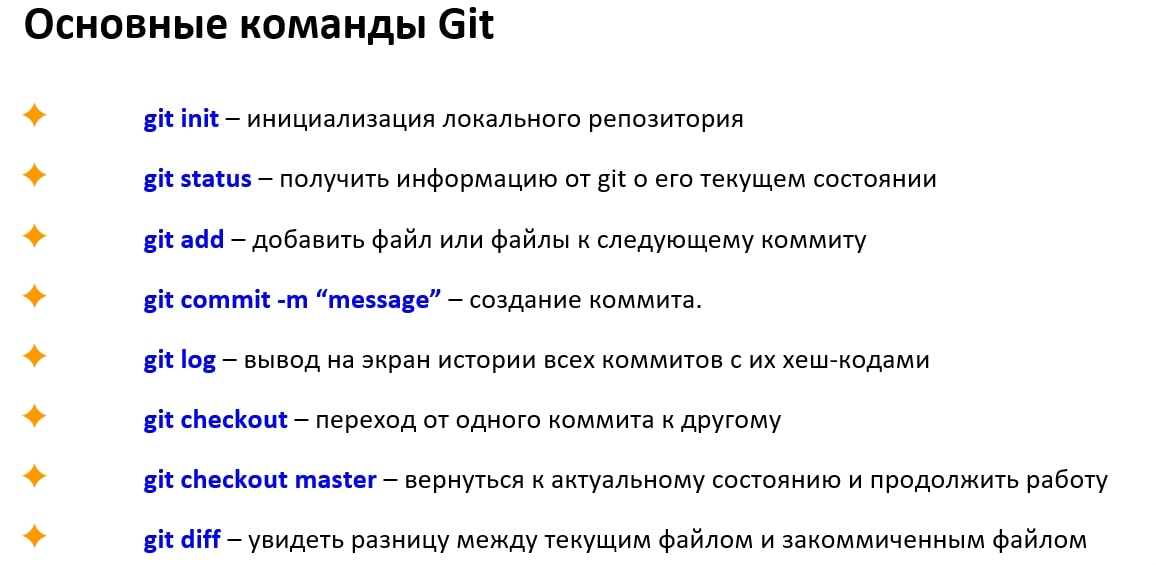 Основные команды Git
git init – инициализация локального репозитория
git status – получить информацию от git о его текущем состоянии
git add – добавить файл или файлы к следующему коммиту
git commit -m “message” – создание коммита.
git log – вывод на экран истории всех коммитов с их хеш-кодами
git checkout – переход от одного коммита к другому
git checkout master – вернуться к актуальному состоянию и продолжить работу
git diff – увидеть разницу между текущим файлом и закоммиченным файлом